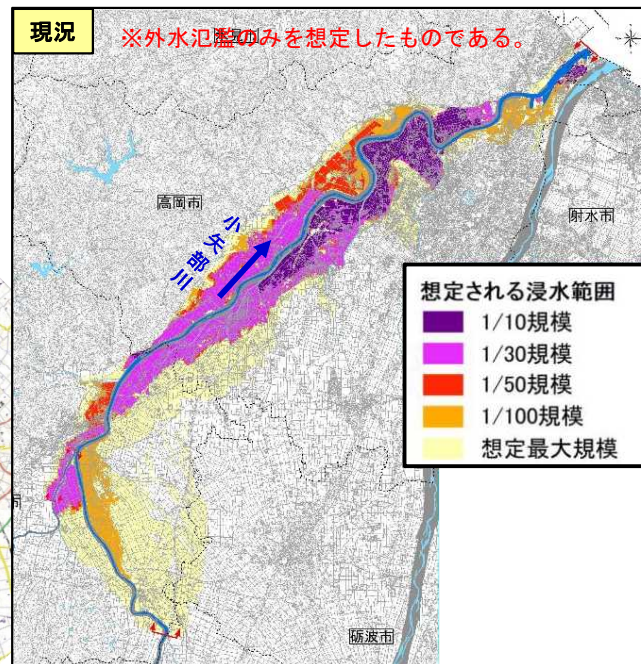 現況
※外水氾濫のみを想定したものである。
高岡市
射水市
小矢部川
想定される浸水範囲
1/10規模
1/30規模
1/50規模
1/100規模
想定最大規模
砺波市